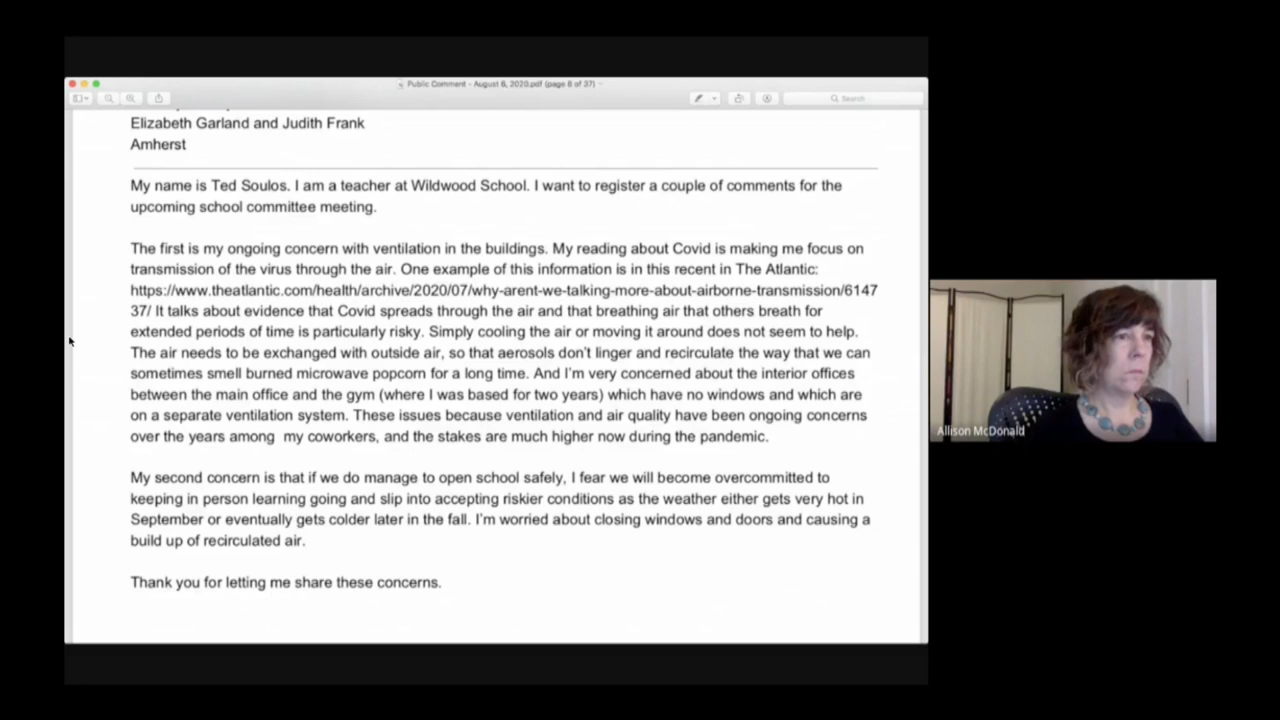 Public Comment - August 6, 2020.pdf (page 8 of 37)
Search
Elizabeth Garland and Judith Frank
Amherst
My name is Ted Soulos. I am a teacher at Wildwood School. I want to register a couple of comments for the
upcoming school committee meeting.
The first is my ongoing concern with ventilation in the buildings. My reading about Covid is making me focus on
transmission of the virus through the air. One example of this information is in this recent in The Atlantic:
https://www.theatlantic.com/health/archive/2020/07/why-arent-we-talking-more-about-airborne-transmission/6147
37/ It talks about evidence that Covid spreads through the air and that breathing air that others breath for
extended periods of time is particularly risky. Simply cooling the air or moving it around does not seem to help.
The air needs to be exchanged with outside air, so that aerosols don't linger and recirculate the way that we can
sometimes smell burned microwave popcorn for a long time. And I'm very concerned about the interior offices
between the main office and the gym (where I was based for two years) which have no windows and which are
on a separate ventilation system. These issues because ventilation and air quality have been ongoing concerns
over the years among  my coworkers, and the stakes are much higher now during the pandemic.
My second concern is that if we do manage to open school safely, I fear we will become overcommitted to
keeping in person learning going and slip into accepting riskier conditions as the weather either gets very hot in
September or eventually gets colder later in the fall. I'm worried about closing windows and doors and causing a
build up of recirculated air.
Thank you for letting me share these concerns.
Allison McDonald